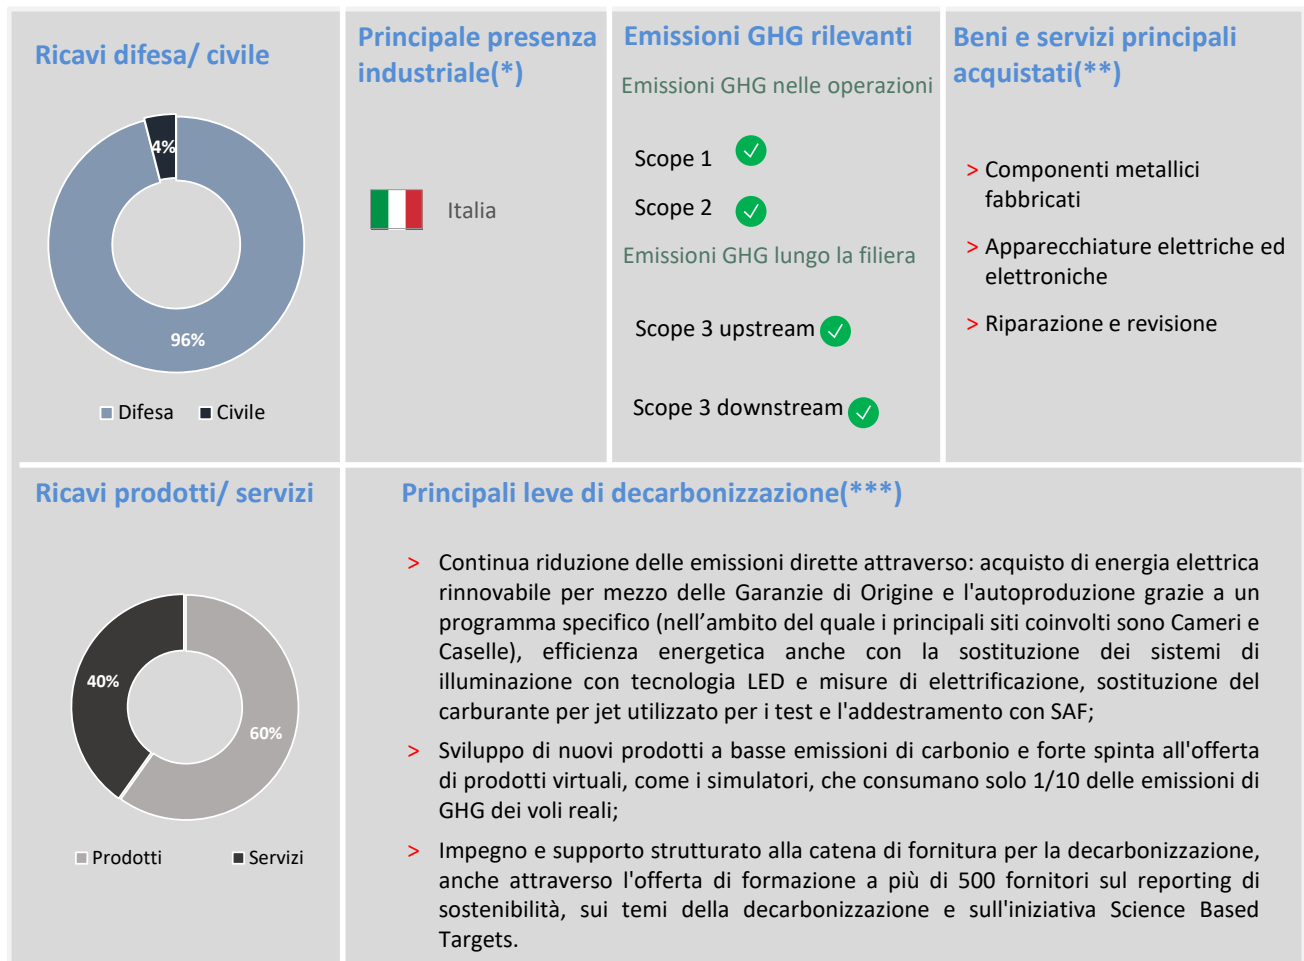 Ricavi difesa/ civile
4%
96%
Difesa
Civile
Principale presenza
industriale(*)
Italia
Emissioni GHG rilevanti
Emissioni GHG nelle operazioni
Scope 1
Scope 2
Emissioni GHG lungo la filiera
Scope 3 upstream
Scope 3 downstream
Beni e servizi principali
acquistati(**)
> Componenti metallici
fabbricati
> Apparecchiature elettriche ed
elettroniche
> Riparazione e revisione
Ricavi prodotti/ servizi
40%
60%
Prodotti
Servizi
Principali leve di decarbonizzazione(***)
> Continua riduzione delle emissioni dirette attraverso: acquisto di energia elettrica
rinnovabile per mezzo delle Garanzie di Origine e l'autoproduzione grazie a un
programma specifico (nell’ambito del quale i principali siti coinvolti sono Cameri e
Caselle), efficienza energetica anche con la sostituzione dei sistemi di
illuminazione con tecnologia LED e misure di elettrificazione, sostituzione del
carburante per jet utilizzato per i test e l'addestramento con SAF;
> Sviluppo di nuovi prodotti a basse emissioni di carbonio e forte spinta all'offerta
di prodotti virtuali, come i simulatori, che consumano solo 1/10 delle emissioni di
GHG dei voli reali;
> Impegno e supporto strutturato alla catena di fornitura per la decarbonizzazione,
anche attraverso l'offerta di formazione a più di 500 fornitori sul reporting di
sostenibilità, sui temi della decarbonizzazione e sull'iniziativa Science Based
Targets.